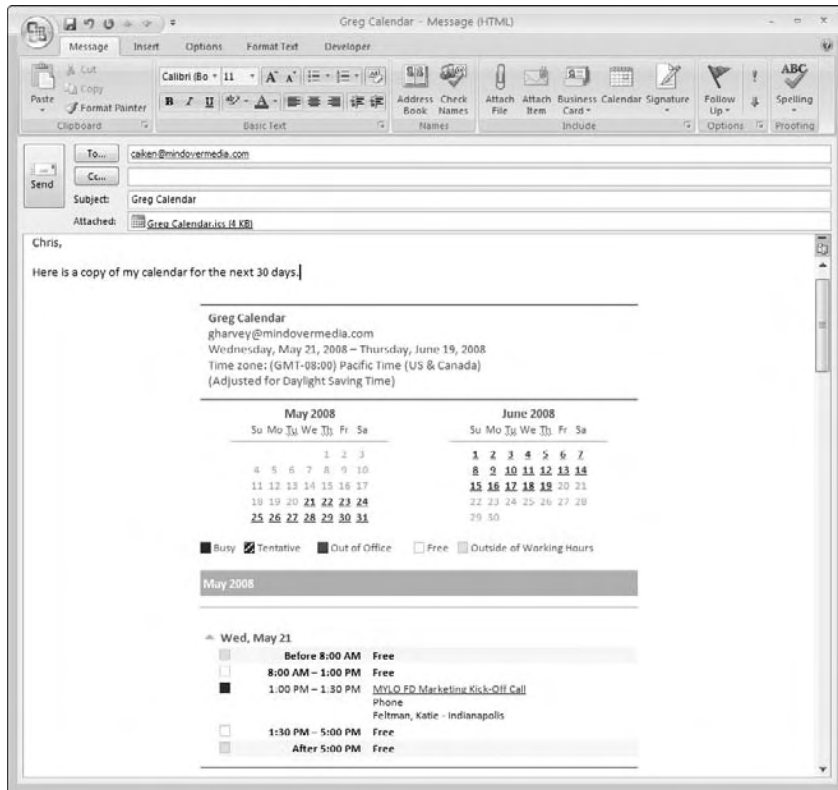 Greg Calendar - Message (HTML)
Message Insert Options Format Text Developer
Paste
Cut
Copy
Format Painter
Clipboard
Calibri (Bo 11
B I U
Basic Text
Address Book
Check Names
Names
Attach File
Attach Item
Business Card
Calendar
Signature
Include
Follow Up
Options
ABC
Spelling
Proofing
Send
To...
caiken@mindovermedia.com
Cc...
Subject: Greg Calendar
Attached: Greg Calendar.ics (4 KB)
Chris,
Here is a copy of my calendar for the next 30 days.
Greg Calendar
gharvey@mindovermedia.com
Wednesday, May 21, 2008 – Thursday, June 19, 2008
Time zone: (GMT-08:00) Pacific Time (US & Canada)
(Adjusted for Daylight Saving Time)
May 2008
Su Mo Tu We Th Fr Sa
1 2 3
4 5 6 7 8 9 10
11 12 13 14 15 16 17
18 19 20 21 22 23 24
25 26 27 28 29 30 31
June 2008
Su Mo Tu We Th Fr Sa
1 2 3 4 5 6 7
8 9 10 11 12 13 14
15 16 17 18 19 20 21
22 23 24 25 26 27 28
29 30
Busy Tentative Out of Office Free Outside of Working Hours
May 2008
Wed, May 21
Before 8:00 AM Free
8:00 AM – 1:00 PM Free
1:00 PM – 1:30 PM MYLO FD Marketing Kick-Off Call
Phone
Feltman, Katie - Indianapolis
1:30 PM – 5:00 PM Free
After 5:00 PM Free